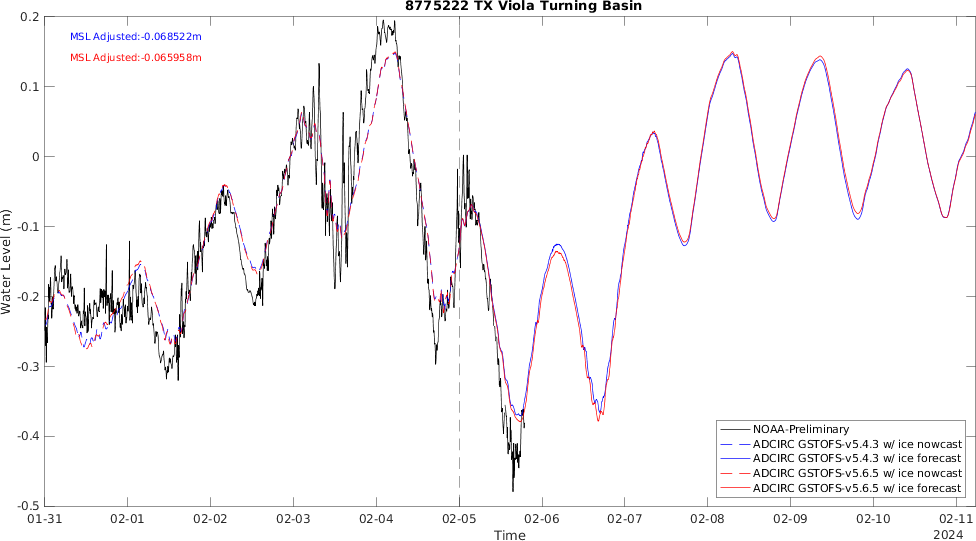 8775222 TX Viola Turning Basin
MSL Adjusted:-0.068522m
MSL Adjusted:-0.065958m
0.2
0.1
0
-0.1
-0.2
-0.3
-0.4
-0.5
Water Level (m)
NOAA-Preliminary
ADCIRC GSTOFS-v5.4.3 w/ ice nowcast
ADCIRC GSTOFS-v5.4.3 w/ ice forecast
ADCIRC GSTOFS-v5.6.5 w/ ice nowcast
ADCIRC GSTOFS-v5.6.5 w/ ice forecast
01-31 02-01 02-02 02-03 02-04 02-05 02-06 02-07 02-08 02-09 02-10 02-11
Time
2024